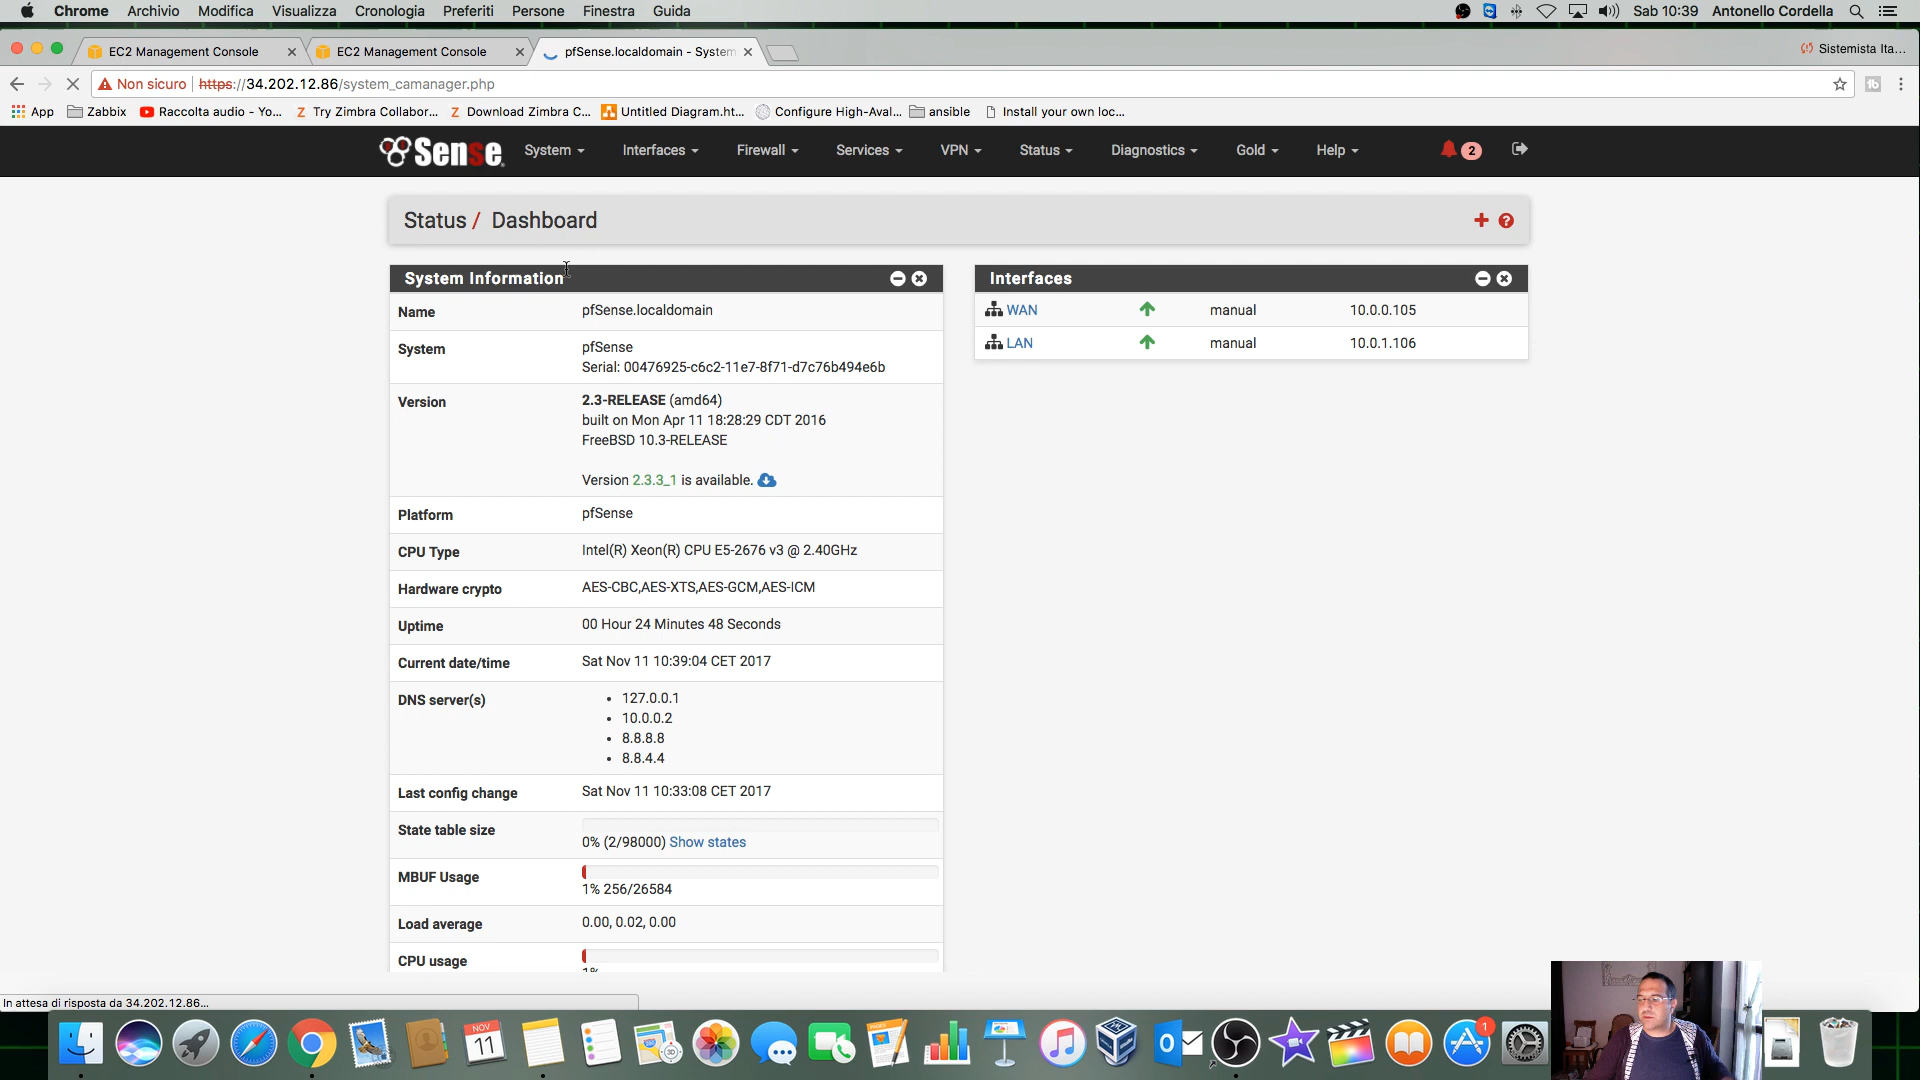 Chrome Archivio Modifica Visualizza Cronologia Preferiti Persone Finestra Guida Sab 10:39 Antonello Cordella
EC2 Management Console EC2 Management Console pfSense.localdomain - System Sistemista Ita...
Non sicuro https://34.202.12.86/system_camanager.php
App Zabbix Raccolta audio - Yo... Try Zimbra Collabor... Download Zimbra C... Untitled Diagram.ht... Configure High-Aval... ansible Install your own loc...
Sense System Interfaces Firewall Services VPN Status Diagnostics Gold Help 2
Status / Dashboard
System Information
Name pfSense.localdomain
System pfSense
Serial: 00476925-c6c2-11e7-8f71-d7c76b494e6b
Version 2.3-RELEASE (amd64)
built on Mon Apr 11 18:28:29 CDT 2016
FreeBSD 10.3-RELEASE
Version 2.3.3_1 is available.
Platform pfSense
CPU Type Intel(R) Xeon(R) CPU E5-2676 v3 @ 2.40GHz
Hardware crypto AES-CBC,AES-XTS,AES-GCM,AES-ICM
Uptime 00 Hour 24 Minutes 48 Seconds
Current date/time Sat Nov 11 10:39:04 CET 2017
DNS server(s)
127.0.0.1
10.0.0.2
8.8.8.8
8.8.4.4
Last config change Sat Nov 11 10:33:08 CET 2017
State table size
0% (2/98000) Show states
MBUF Usage
1% 256/26584
Load average 0.00, 0.02, 0.00
CPU usage
1%
Interfaces
WAN manual 10.0.0.105
LAN manual 10.0.1.106
In attesa di risposta da 34.202.12.86...
NOV
11
3D
PAGES
1